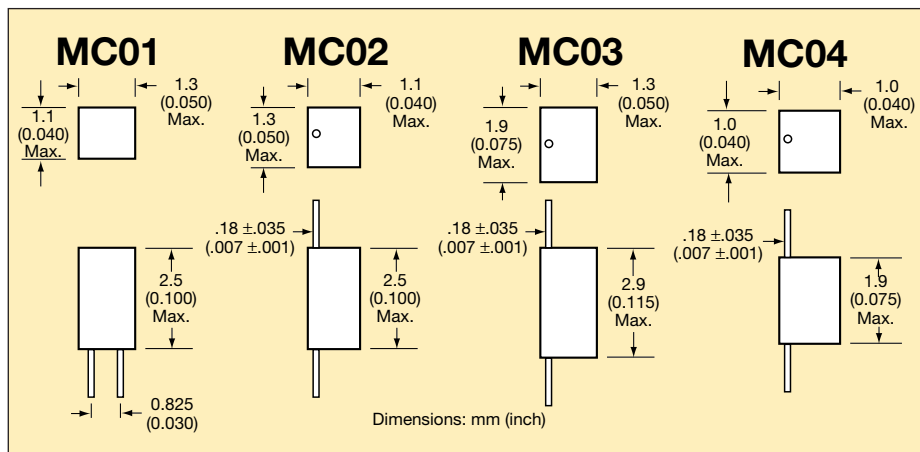 MC01
MC02
MC03
MC04
1.3
(0.050)
Max.
1.1
(0.040)
Max.
1.1
(0.040)
Max.
1.3
(0.050)
Max.
1.3
(0.050)
Max.
1.9
(0.075)
Max.
1.0
(0.040)
Max.
1.0
(0.040)
Max.
2.5
(0.100)
Max.
0.825
(0.030)
.18 ±.035
(.007 ±.001)
2.5
(0.100)
Max.
.18 ±.035
(.007 ±.001)
2.9
(0.115)
Max.
.18 ±.035
(.007 ±.001)
1.9
(0.075)
Max.
Dimensions: mm (inch)